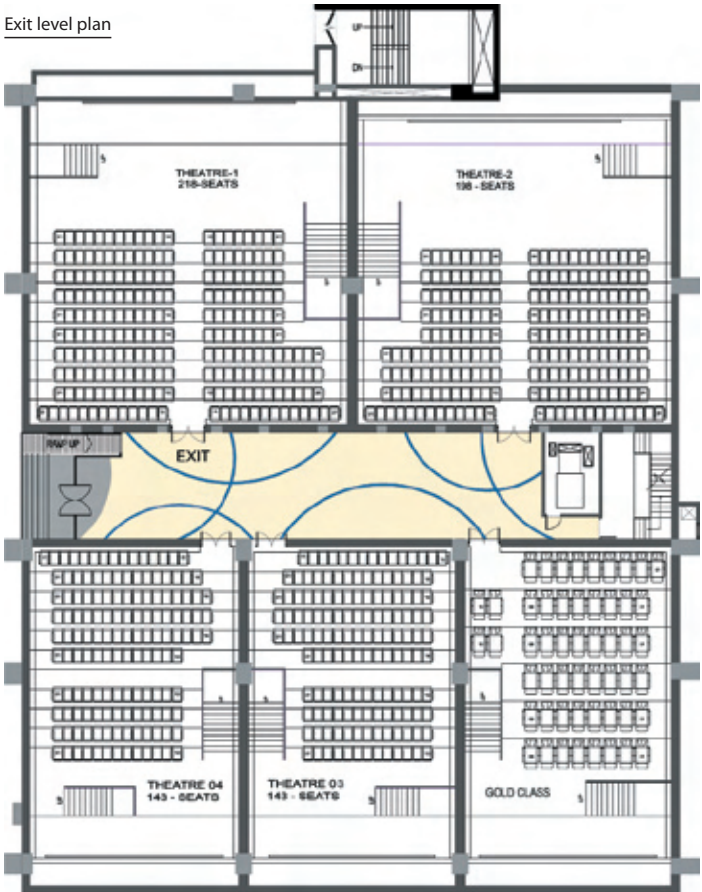 Exit level plan
UP
DN
THEATRE-1
218-SEATS
THEATRE-2
198 - SEATS
RAMP UP
EXIT
THEATRE 04
143 - SEATS
THEATRE 03
143 - SEATS
GOLD CLASS